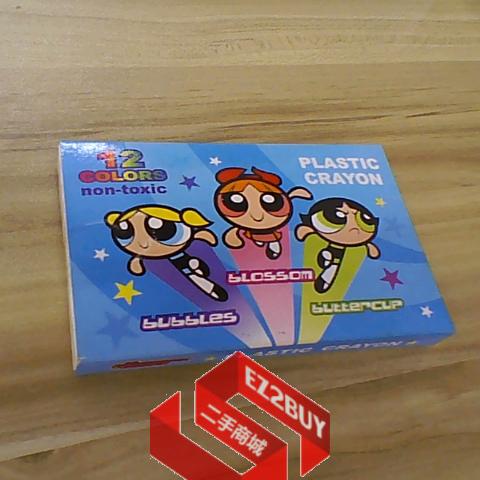 12
COLORS
non-toxic
PLASTIC
CRAYON
blossom
bubbles
buttercup
PLASTIC CRAYON
EZ2BUY
二手商城